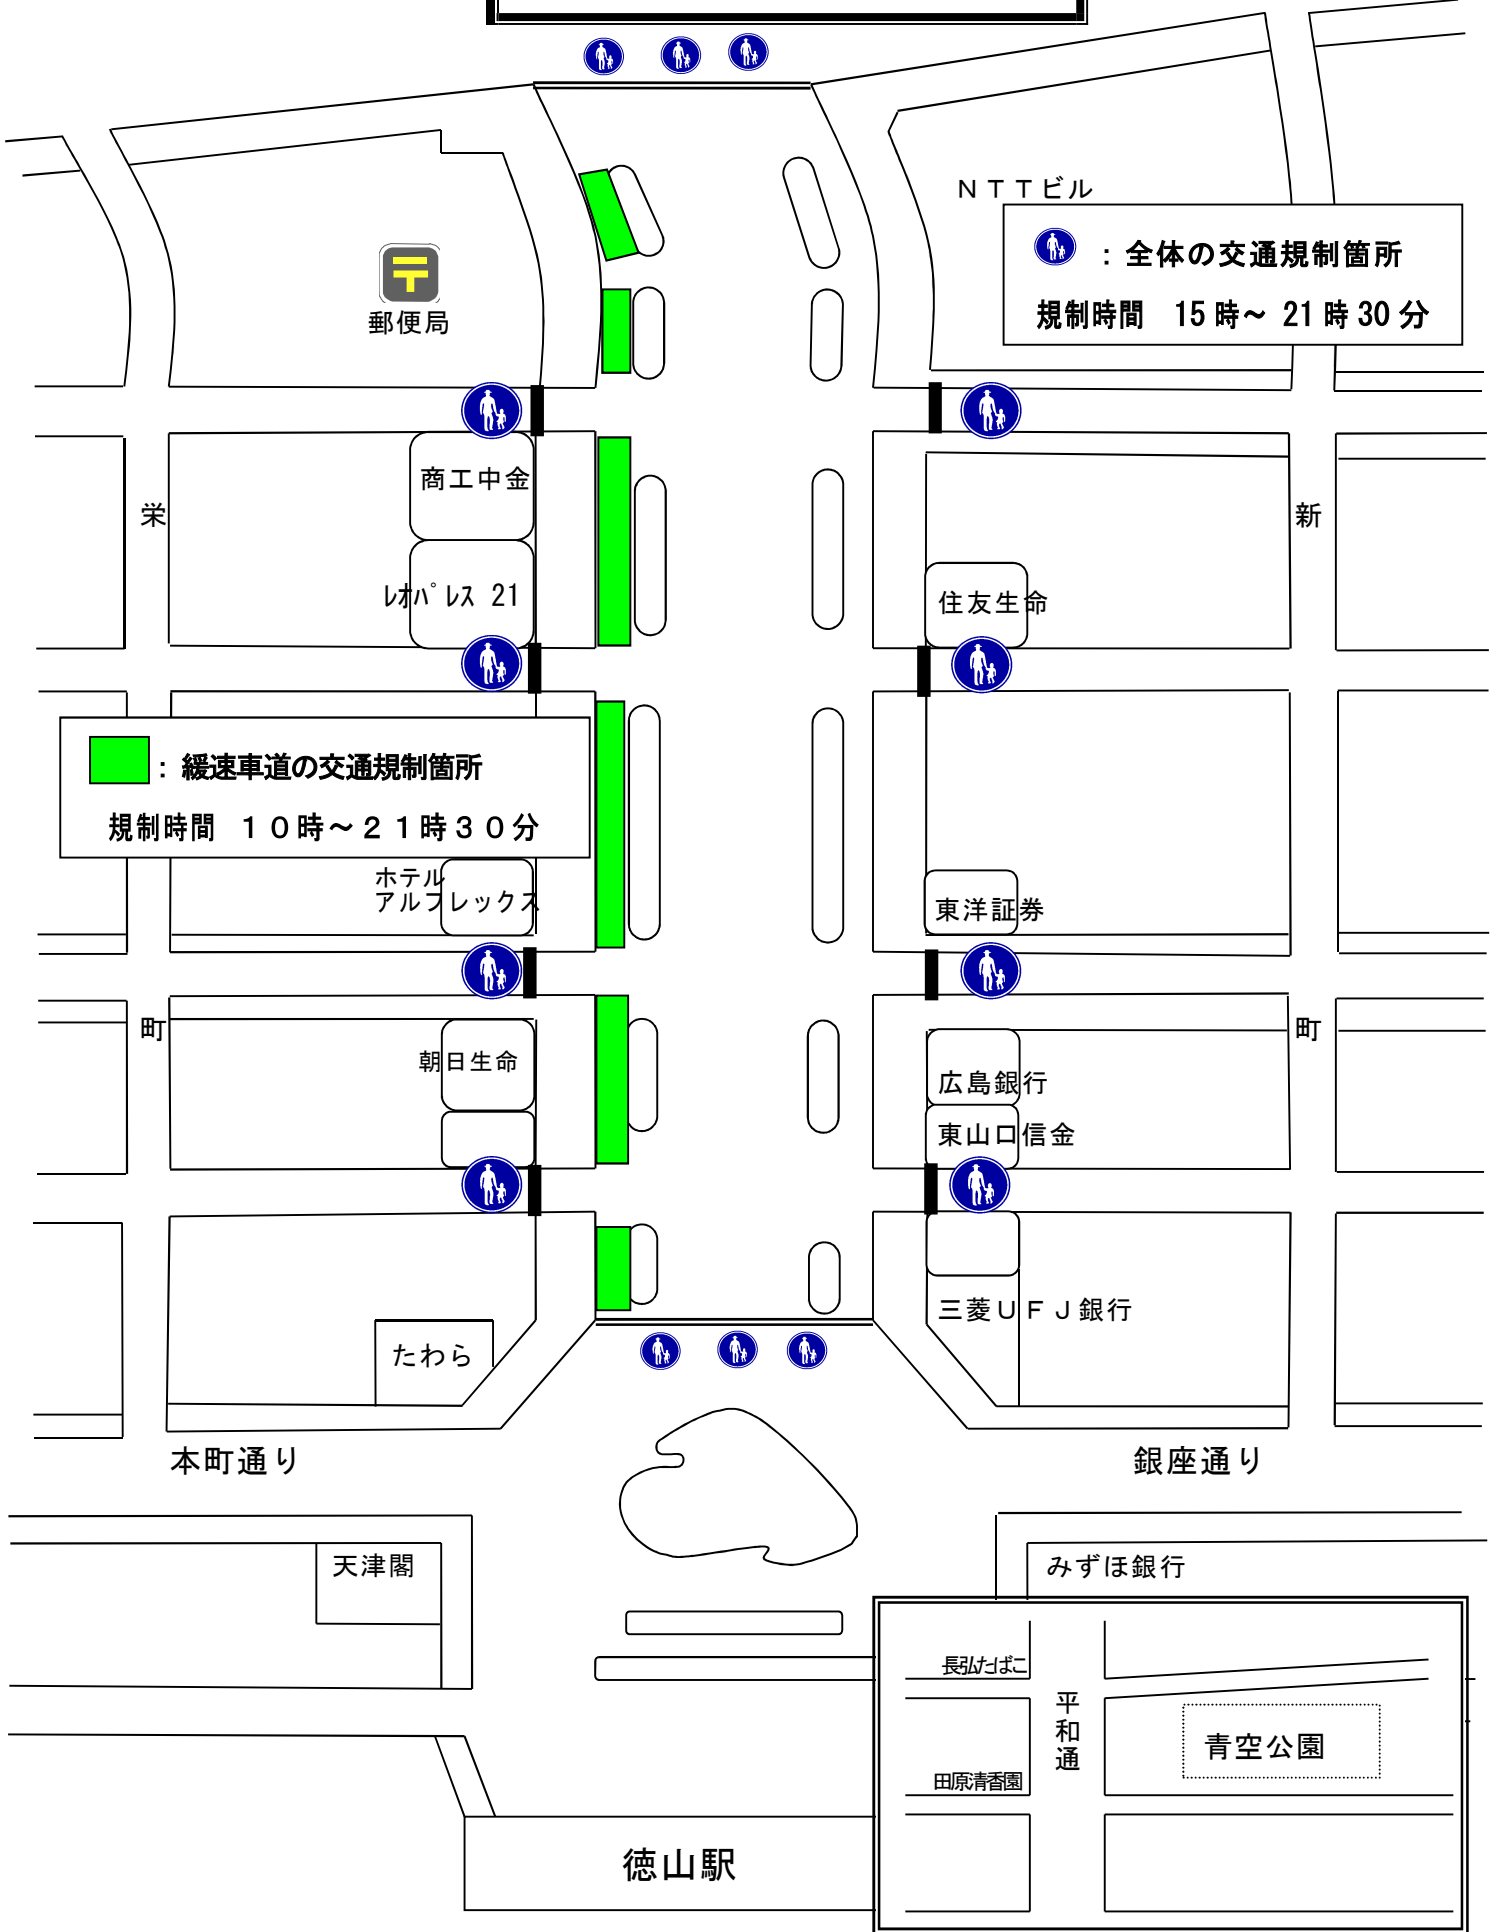 ＮＴＴビル
：全体の交通規制箇所
規制時間　15時～21時30分
郵便局
商工中金
栄
新
ﾚｵﾊﾟﾚｽ 21
住友生命
：緩速車道の交通規制箇所
規制時間　１０時～２１時３０分
ホテル
アルフレックス
東洋証券
町
町
朝日生命
広島銀行
東山口信金
三菱ＵＦＪ銀行
たわら
本町通り
銀座通り
天津閣
みずほ銀行
長弘たばこ
平和通
青空公園
田原清香園
徳山駅